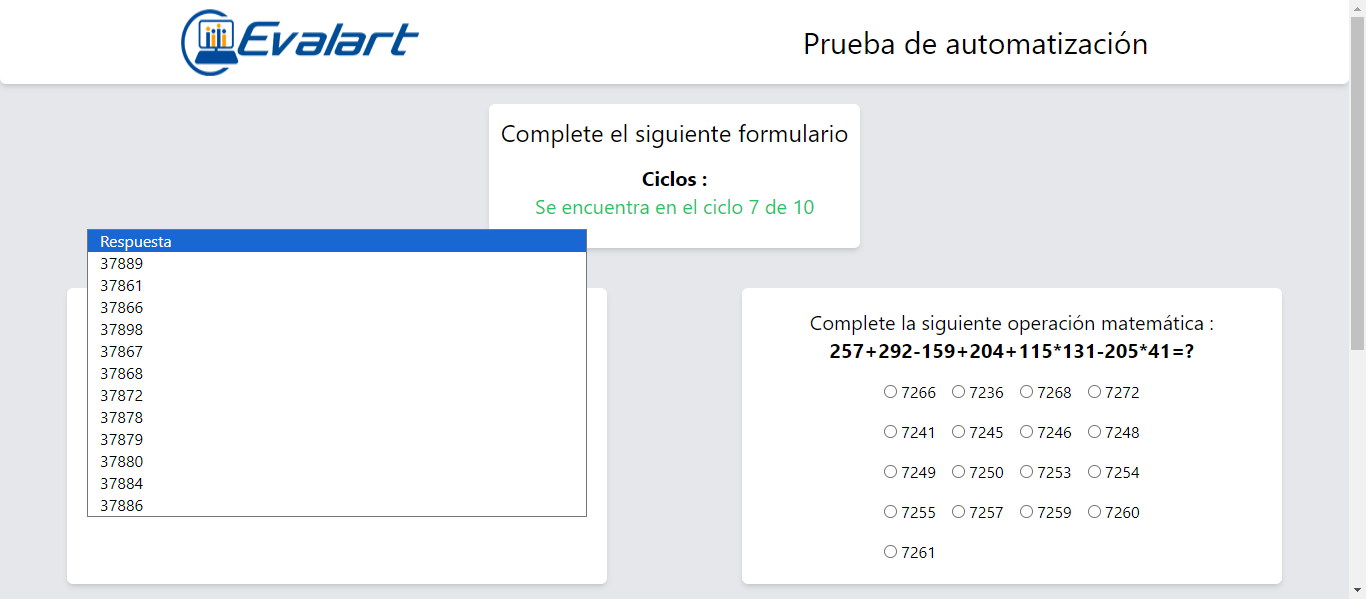 Evalart
Prueba de automatización
Complete el siguiente formulario
Ciclos :
Se encuentra en el ciclo 7 de 10
Respuesta
37889
37861
37866
37898
37867
37868
37872
37878
37879
37880
37884
37886
Complete la siguiente operación matemática :
257+292-159+204+115*131-205*41=?
7266 7236 7268 7272
7241 7245 7246 7248
7249 7250 7253 7254
7255 7257 7259 7260
7261